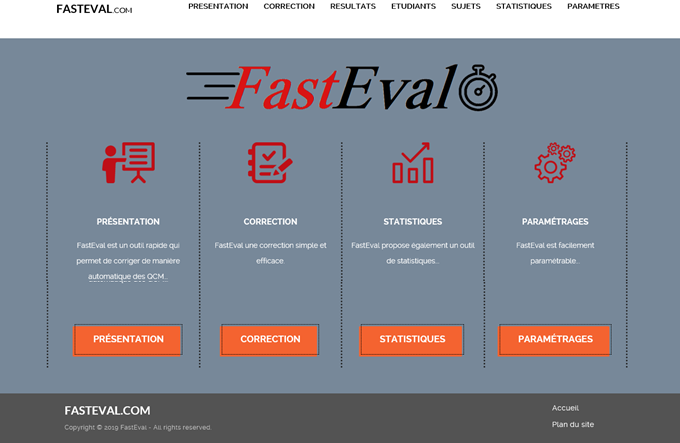 FASTEVAL.COM
PRESENTATION CORRECTION RESULTATS ETUDIANTS SUJETS STATISTIQUES PARAMETRES
FastEval
PRÉSENTATION
FastEval est un outil rapide qui
permet de corriger de manière
automatique des QCM...
CORRECTION
FastEval une correction simple et
efficace.
STATISTIQUES
FastEval propose également un outil
de statistiques...
PARAMÉTRAGES
FastEval est facilement
paramétrable...
PRÉSENTATION
CORRECTION
STATISTIQUES
PARAMÉTRAGES
FASTEVAL.COM
Copyright © 2019 FastEval - All rights reserved.
Accueil
Plan du site